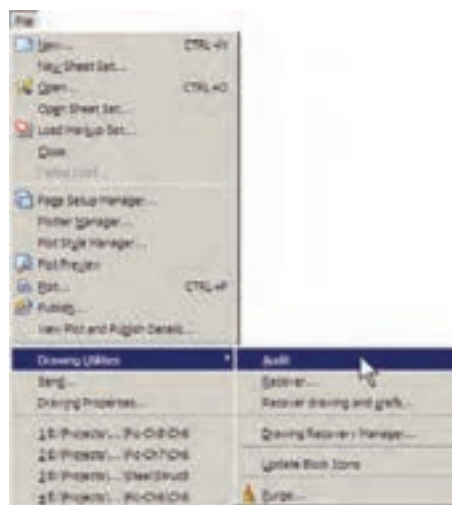 File
New... CTRL+N
New Sheet Set...
Open... CTRL+O
Open Sheet Set...
Load Markup Set...
Close
Page Setup Manager...
Plotter Manager...
Plot Style Manager...
Plot Preview
Plot... CTRL+P
Publish...
View Plot and Publish Details...
Drawing Utilities
Send...
Drawing Properties...
Audit
Recover...
Recover drawing and xrefs...
Drawing Recovery Manager...
Update Block Icons
Purge...